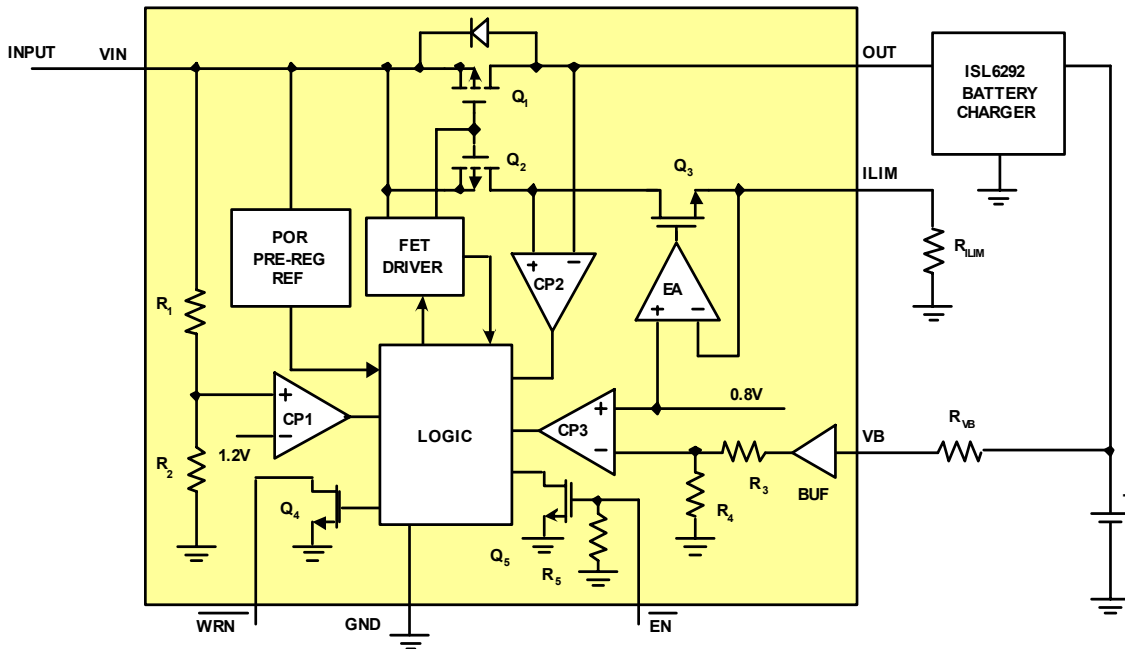 INPUT
VIN
OUT
ISL6292
BATTERY
CHARGER
Q1
Q2
Q3
ILIM
RILIM
POR
PRE-REG
REF
FET
DRIVER
+ −
CP2
EA
+ −
R1
+
CP1
−
1.2V
R2
LOGIC
+
CP3
−
0.8V
VB
RVB
R3
BUF
R4
Q4
Q5
R5
WRN
GND
EN